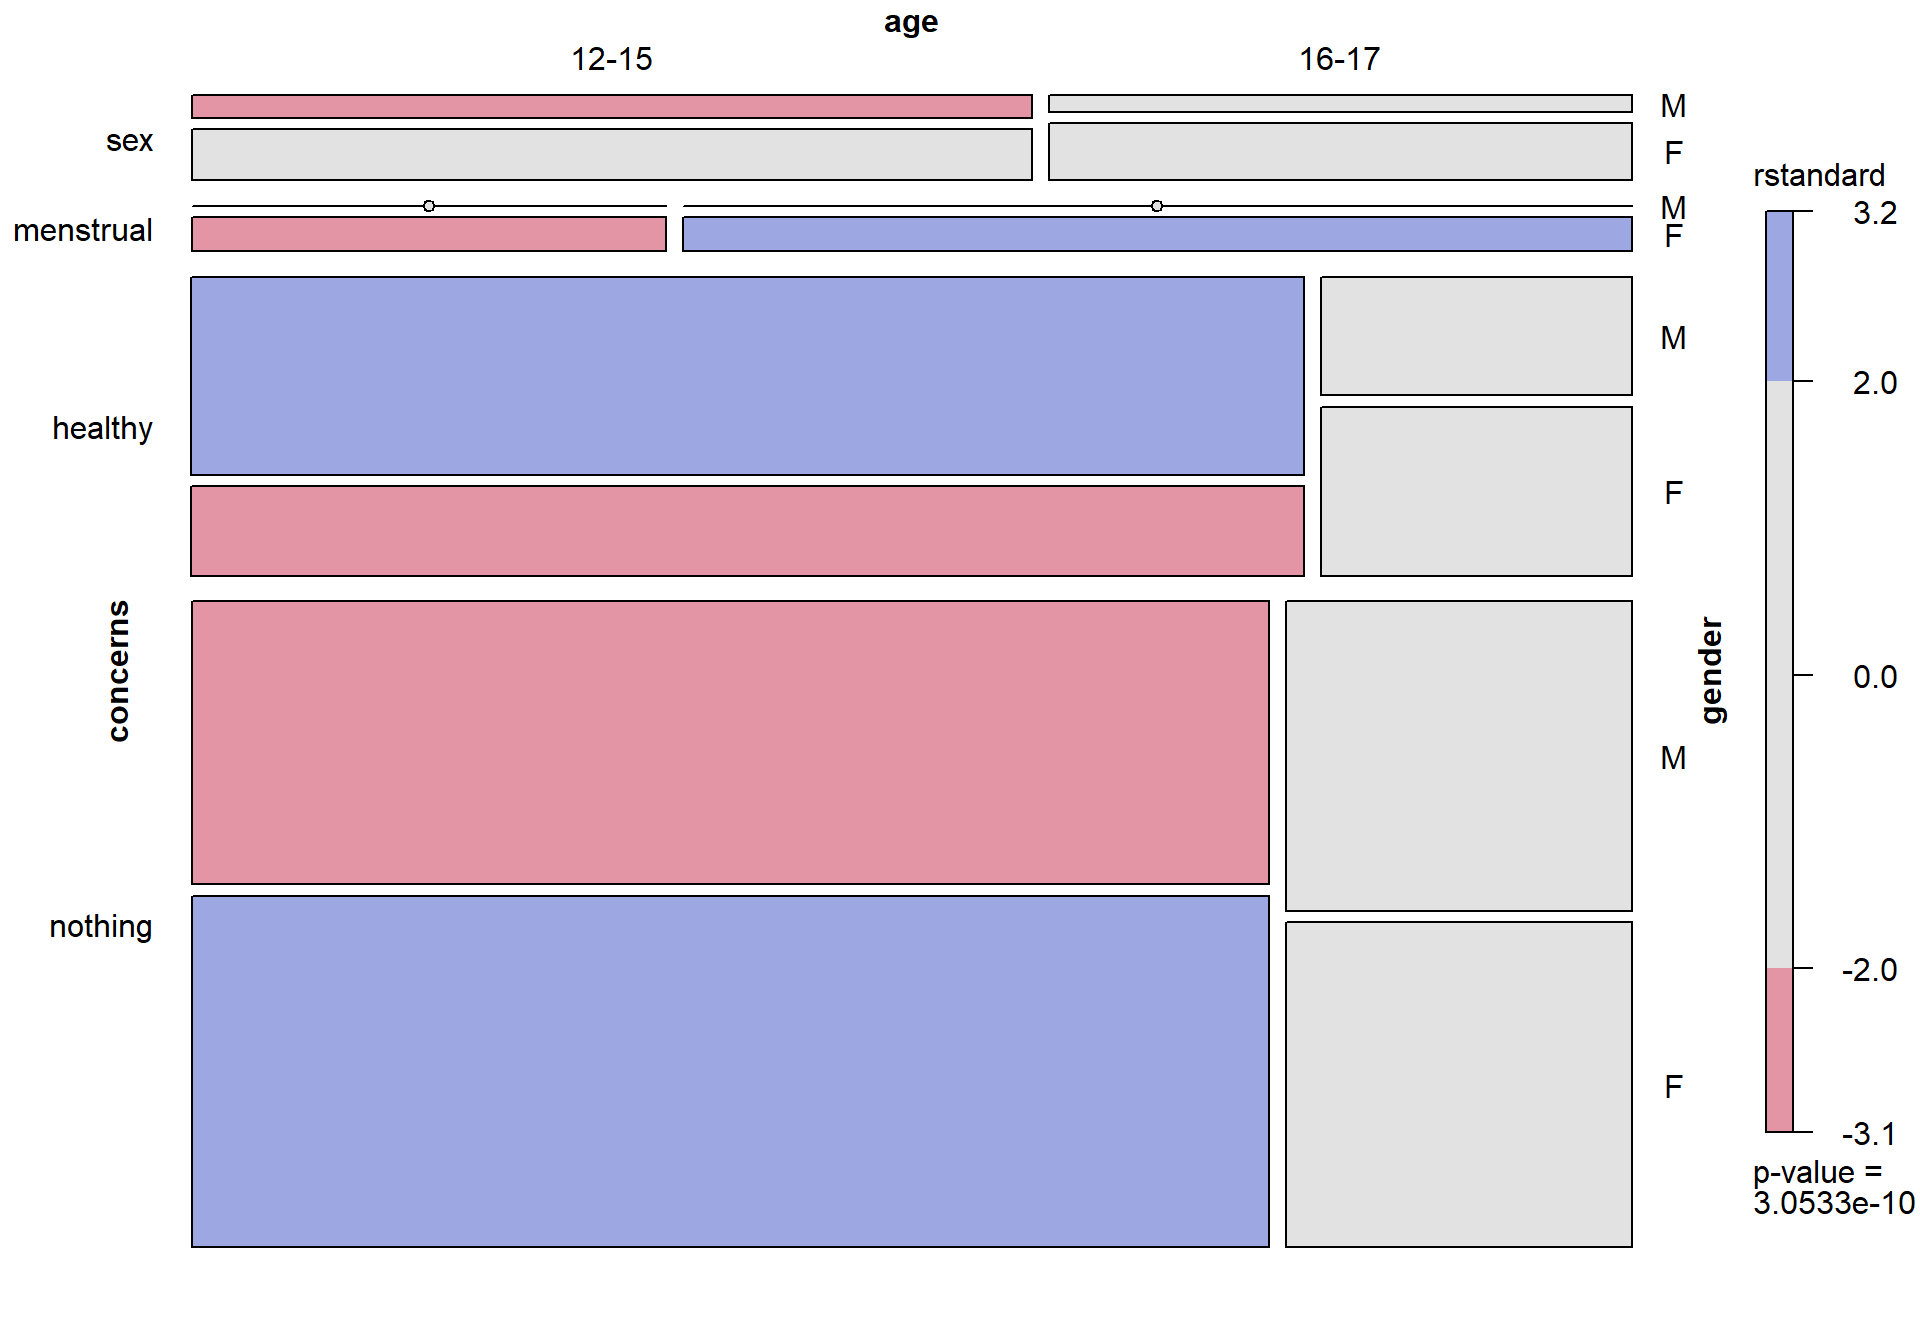 age
12-15 16-17
M
sex
F
rstandard
M
3.2
menstrual
F
M
2.0
healthy
F
concerns
gender
0.0
M
nothing
-2.0
F
-3.1
p-value =
3.0533e-10